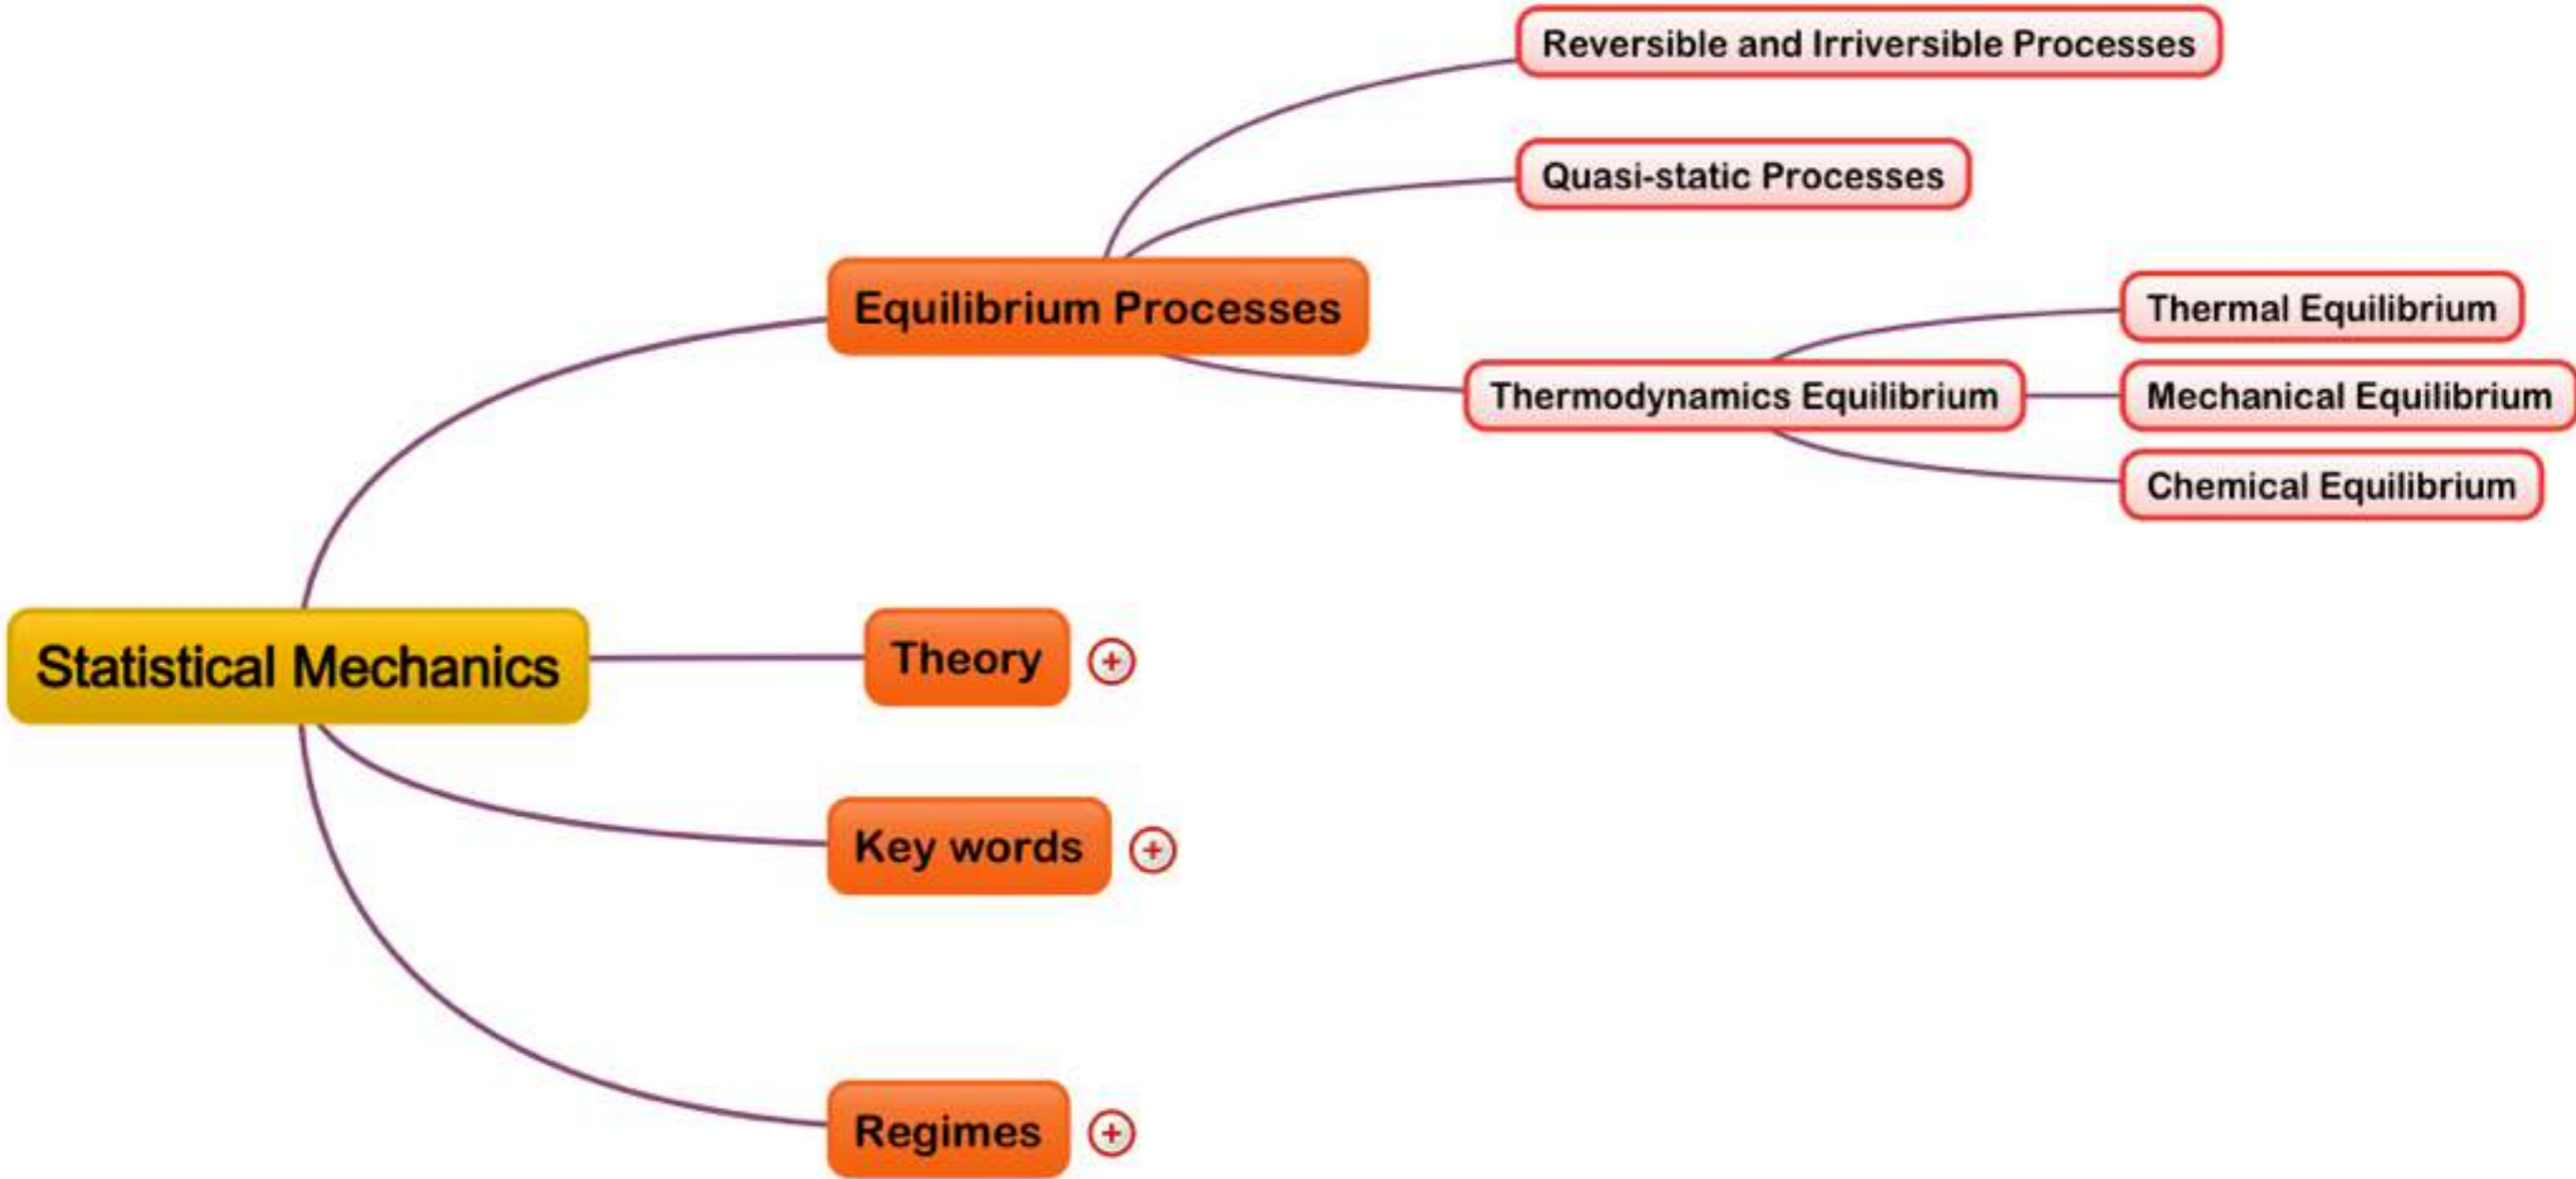 Reversible and Irriversible Processes
Quasi-static Processes
Equilibrium Processes
Thermal Equilibrium
Thermodynamics Equilibrium
Mechanical Equilibrium
Chemical Equilibrium
Statistical Mechanics
Theory
Key words
Regimes